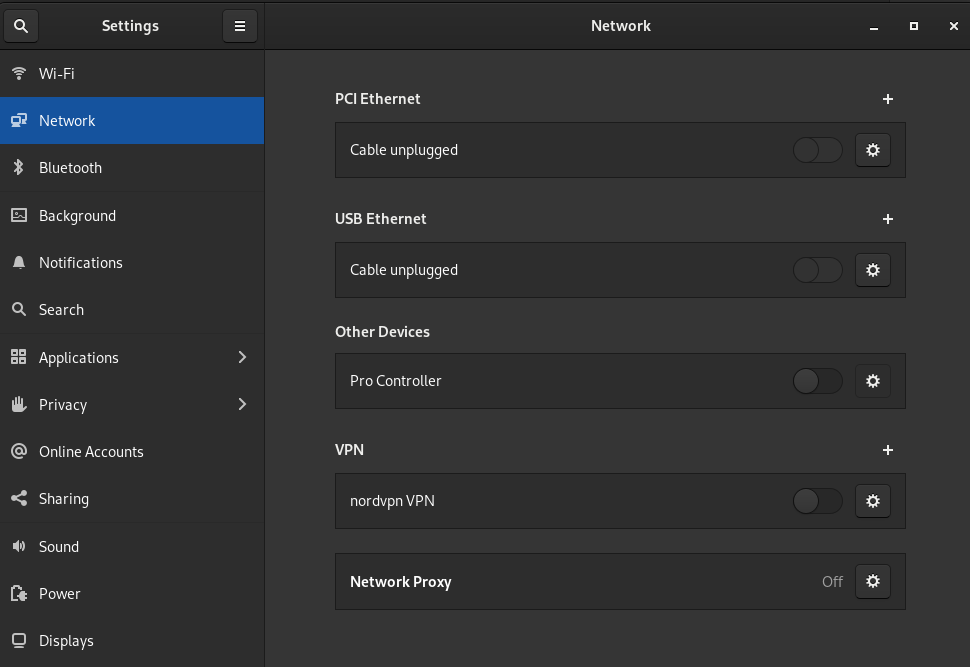 Settings
Network
Wi-Fi
Network
Bluetooth
Background
Notifications
Search
Applications
Privacy
Online Accounts
Sharing
Sound
Power
Displays
PCI Ethernet
Cable unplugged
USB Ethernet
Cable unplugged
Other Devices
Pro Controller
VPN
nordvpn VPN
Network Proxy Off